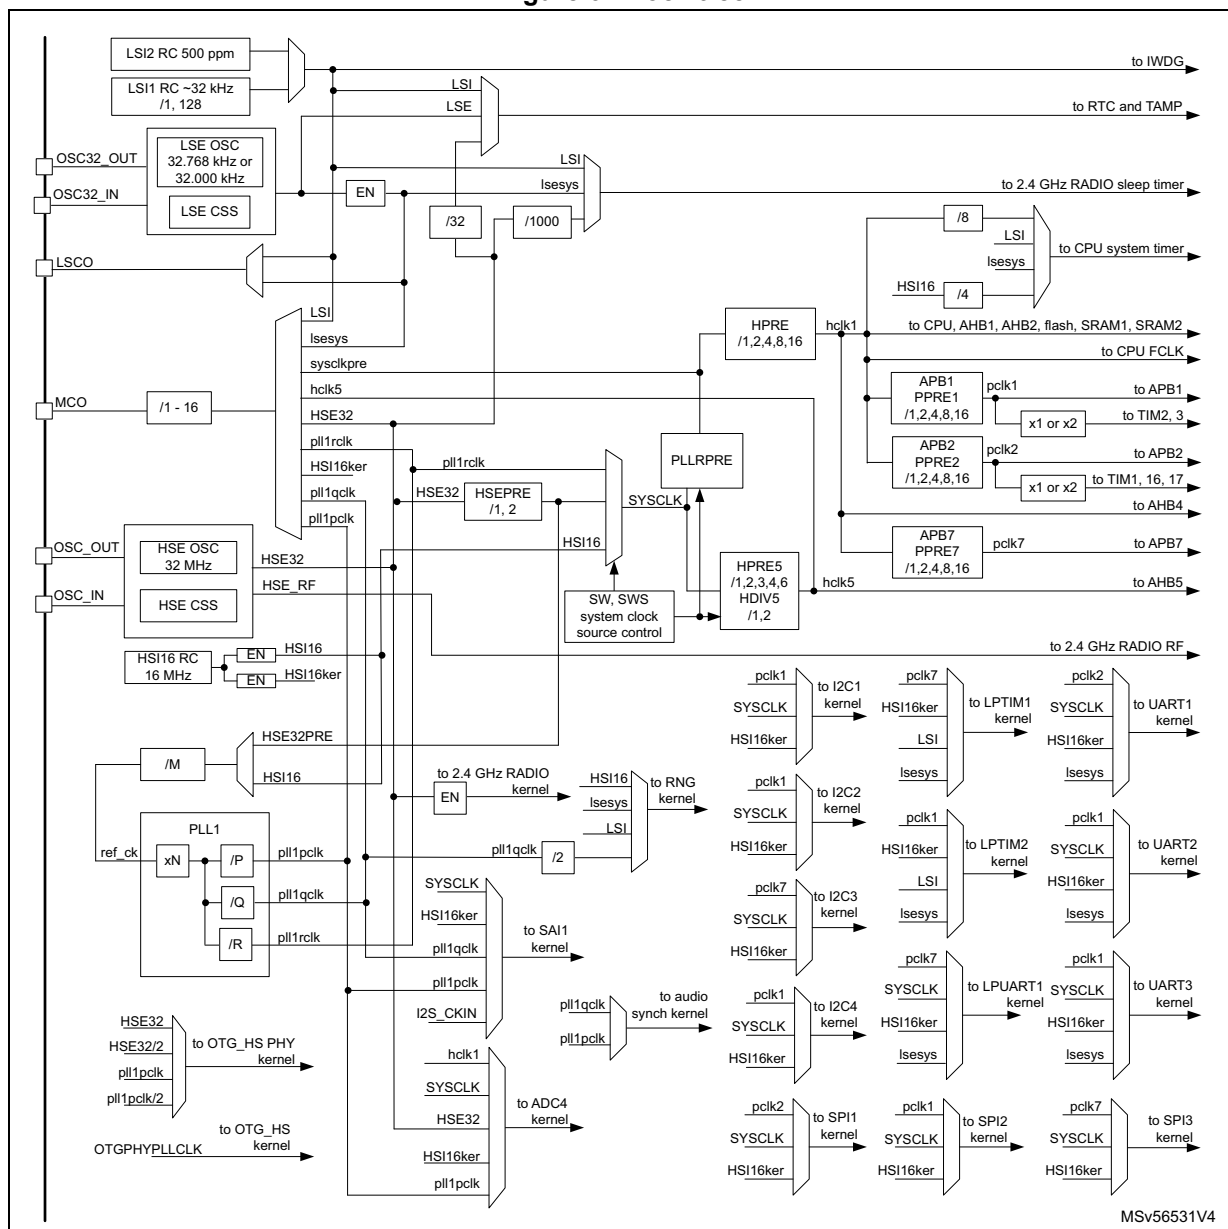 LSI2 RC 500 ppm
LSI1 RC ~32 kHz
/1, 128
to IWDG
LSI
LSE
to RTC and TAMP
OSC32_OUT
LSE OSC
32.768 kHz or
32.000 kHz
OSC32_IN
LSE CSS
EN
LSI
lsesys
to 2.4 GHz RADIO sleep timer
/32
/1000
/8
LSI
lsesys
to CPU system timer
HSI16
/4
LSCO
LSI
lsesys
sysclkpre
hclk5
HSE32
pll1rclk
HSI16ker
pll1qclk
pll1pclk
MCO
/1 - 16
HPRE
/1,2,4,8,16
hclk1
to CPU, AHB1, AHB2, flash, SRAM1, SRAM2
to CPU FCLK
APB1
PPRE1
/1,2,4,8,16
pclk1
to APB1
x1 or x2
to TIM2, 3
APB2
PPRE2
/1,2,4,8,16
pclk2
to APB2
x1 or x2
to TIM1, 16, 17
to AHB4
APB7
PPRE7
/1,2,4,8,16
pclk7
to APB7
PLLRPRE
pll1rclk
HSE32
HSEPRE
/1, 2
SYSCLK
HSI16
OSC_OUT
HSE OSC
32 MHz
HSE32
HSE_RF
OSC_IN
HSE CSS
SW, SWS
system clock
source control
HPRE5
/1,2,3,4,6
HDIV5
/1,2
hclk5
to AHB5
HSI16 RC
16 MHz
EN
HSI16
EN
HSI16ker
to 2.4 GHz RADIO RF
/M
HSE32PRE
HSI16
to 2.4 GHz RADIO
kernel
EN
HSI16
lsesys
LSI
pll1qclk
/2
to RNG
kernel
PLL1
ref_ck
xN
/P
pll1pclk
/Q
pll1qclk
/R
pll1rclk
SYSCLK
HSI16ker
pll1qclk
pll1pclk
I2S_CKIN
to SAI1
kernel
pll1qclk
pll1pclk
to audio
synch kernel
HSE32
HSE32/2
pll1pclk
pll1pclk/2
to OTG_HS PHY
kernel
OTGPHYPLLCLK
to OTG_HS
kernel
hclk1
SYSCLK
HSE32
HSI16ker
pll1pclk
to ADC4
kernel
pclk1
SYSCLK
HSI16ker
to I2C1
kernel
pclk7
HSI16ker
LSI
lsesys
to LPTIM1
kernel
pclk2
SYSCLK
HSI16ker
lsesys
to UART1
kernel
pclk1
SYSCLK
HSI16ker
to I2C2
kernel
pclk1
HSI16ker
LSI
lsesys
to LPTIM2
kernel
pclk1
SYSCLK
HSI16ker
lsesys
to UART2
kernel
pclk7
SYSCLK
HSI16ker
to I2C3
kernel
pclk1
SYSCLK
HSI16ker
to I2C4
kernel
pclk7
SYSCLK
HSI16ker
lsesys
to LPUART1
kernel
pclk1
SYSCLK
HSI16ker
lsesys
to UART3
kernel
pclk2
SYSCLK
HSI16ker
to SPI1
kernel
pclk1
SYSCLK
HSI16ker
to SPI2
kernel
pclk7
SYSCLK
HSI16ker
to SPI3
kernel
MSv56531V4